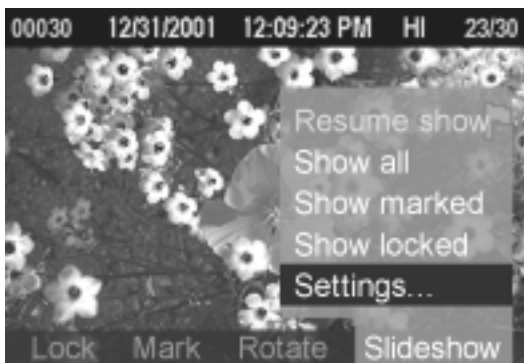 00030 12/31/2001 12:09:23 PM HI 23/30
Resume show
Show all
Show marked
Show locked
Settings...
Lock Mark Rotate Slideshow